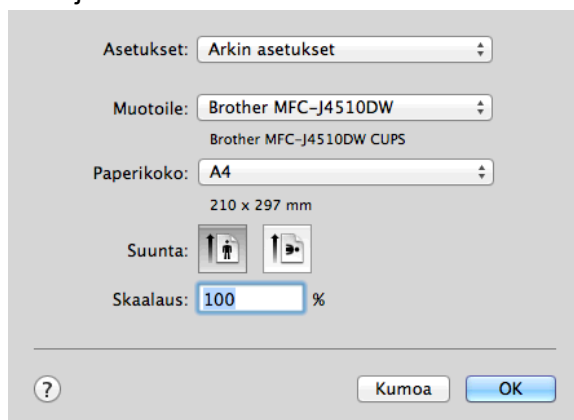 Asetukset: Arkin asetukset
Muotoile: Brother MFC-J4510DW
Brother MFC-J4510DW CUPS
Paperikoko: A4
210 x 297 mm
Suunta:
Skaalaus: 100 %
? Kumoa OK